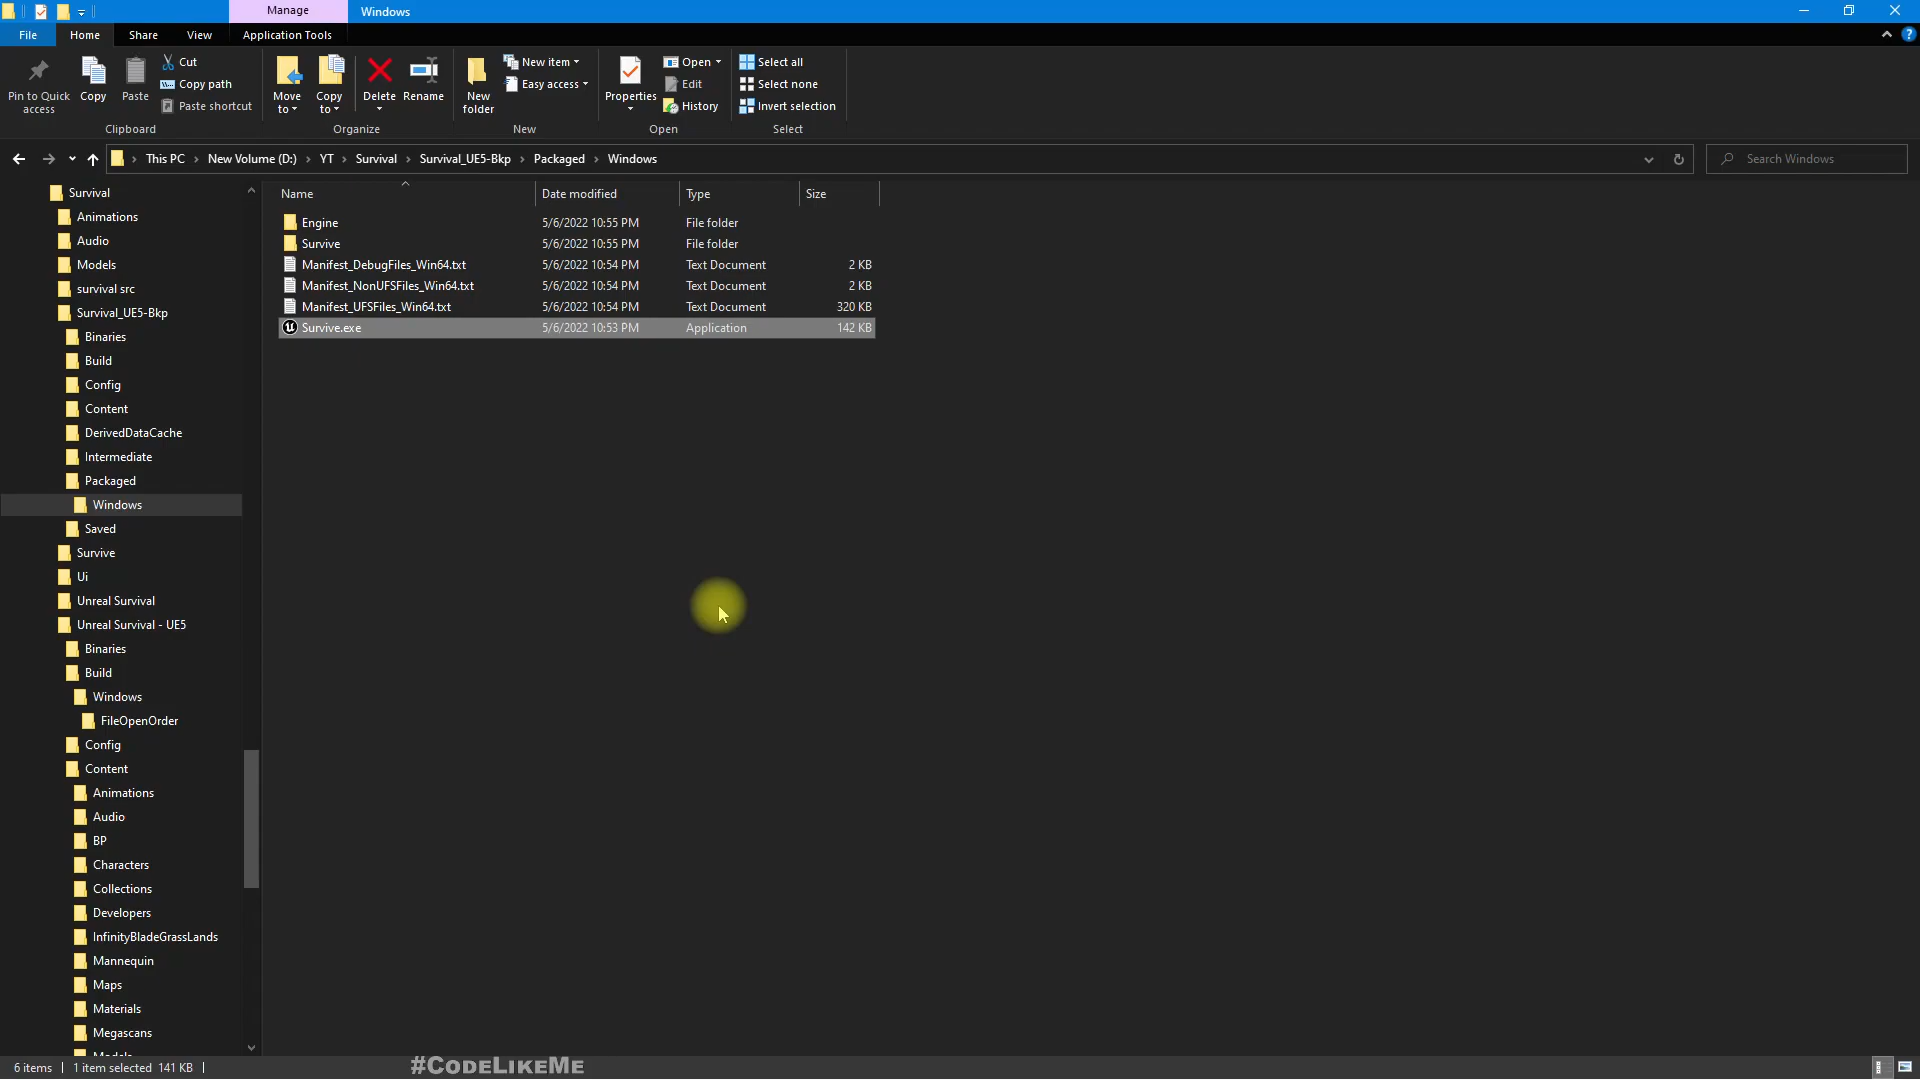 Manage
Windows
File
Home
Share
View
Application Tools
Pin to Quick
access
Copy
Paste
Cut
Copy path
Paste shortcut
Clipboard
Move
to
Copy
to
Delete
Rename
Organize
New
folder
New item
Easy access
New
Properties
Open
Edit
History
Open
Select all
Select none
Invert selection
Select
This PC
New Volume (D:)
YT
Survival
Survival_UE5-Bkp
Packaged
Windows
Search Windows
Name
Date modified
Type
Size
Engine 5/6/2022 10:55 PM File folder
Survive 5/6/2022 10:55 PM File folder
Manifest_DebugFiles_Win64.txt 5/6/2022 10:54 PM Text Document 2 KB
Manifest_NonUFSFiles_Win64.txt 5/6/2022 10:54 PM Text Document 2 KB
Manifest_UFSFiles_Win64.txt 5/6/2022 10:54 PM Text Document 320 KB
Survive.exe 5/6/2022 10:53 PM Application 142 KB
Survival
Animations
Audio
Models
survival src
Survival_UE5-Bkp
Binaries
Build
Config
Content
DerivedDataCache
Intermediate
Packaged
Windows
Saved
Survive
Ui
Unreal Survival
Unreal Survival - UE5
Binaries
Build
Windows
FileOpenOrder
Config
Content
Animations
Audio
BP
Characters
Collections
Developers
InfinityBladeGrassLands
Mannequin
Maps
Materials
Megascans
6 items
1 item selected 141 KB
#CodeLikeMe